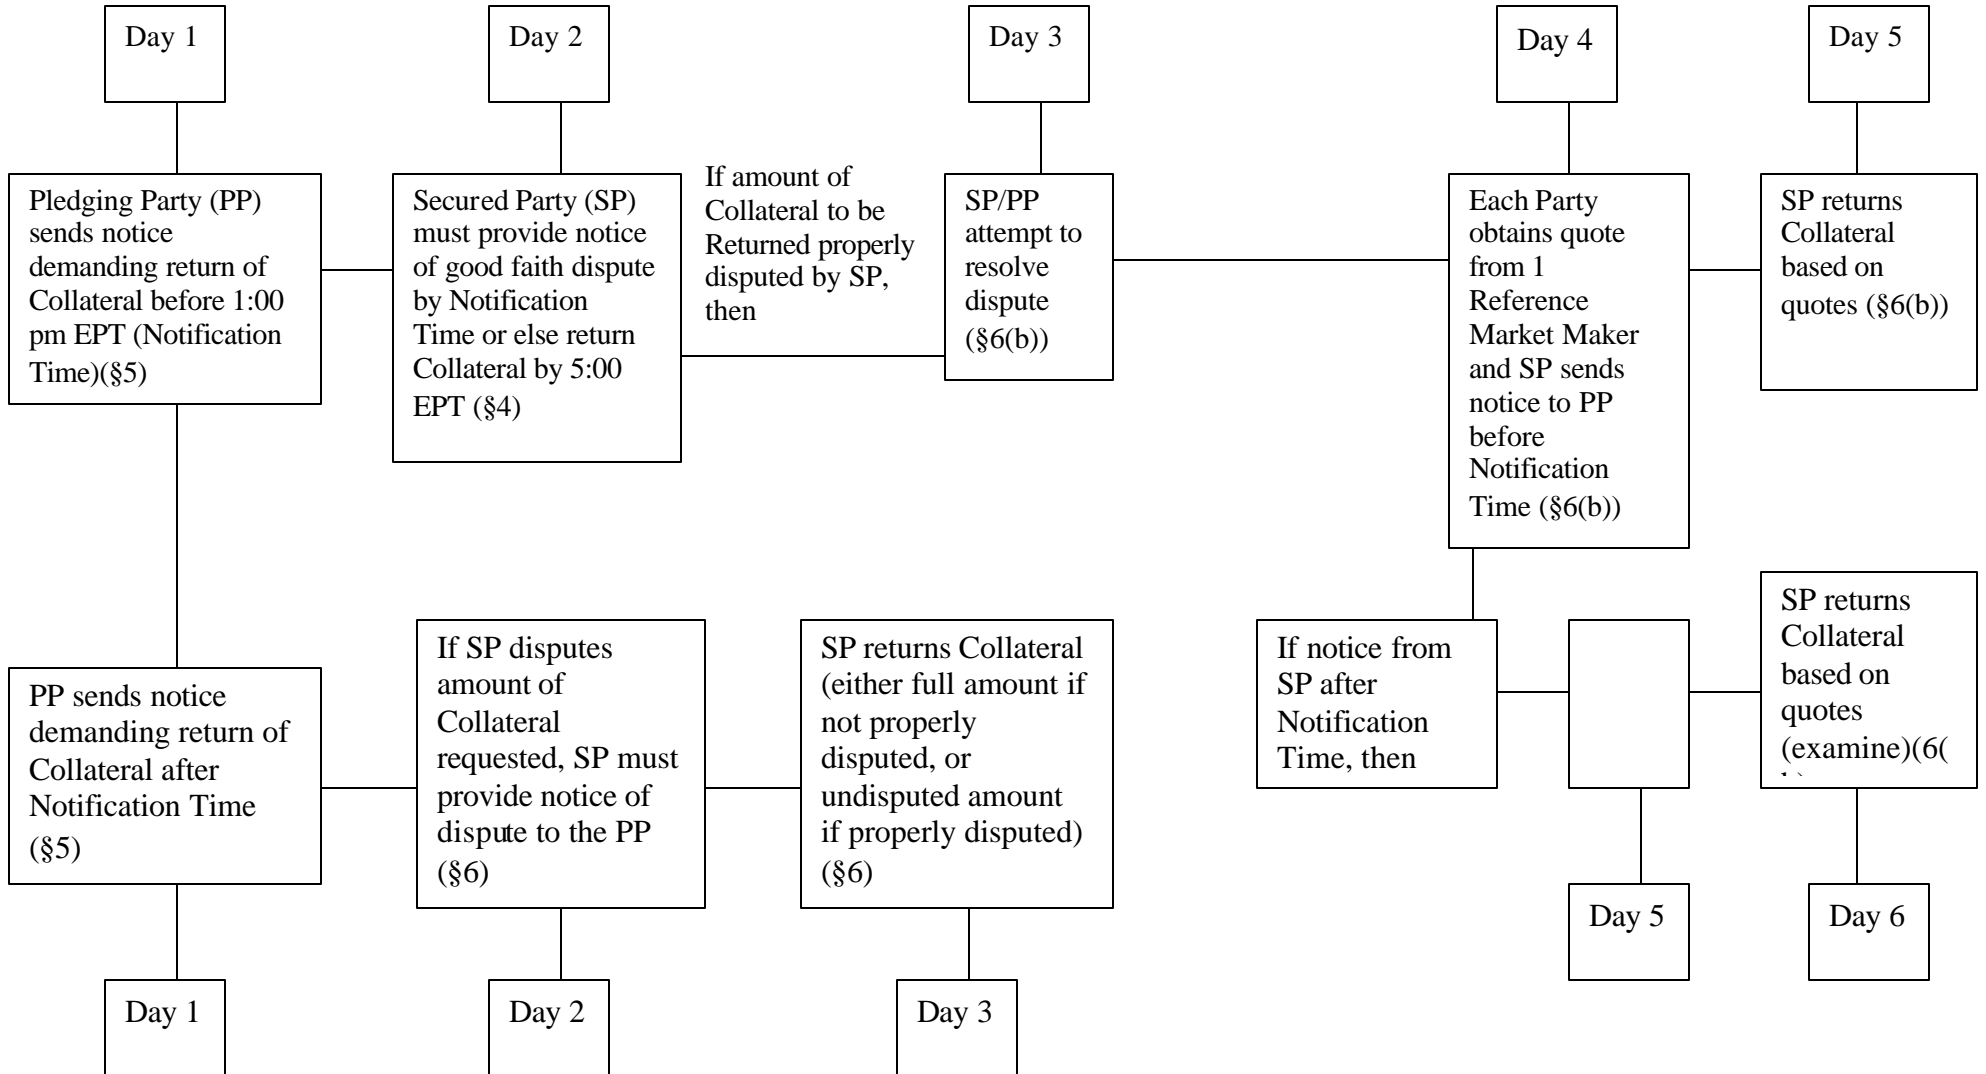 Day 1
Day 2
Day 3
Day 4
Day 5
Pledging Party (PP)
sends notice
demanding return of
Collateral before 1:00
pm EPT (Notification
Time)(§5)
Secured Party (SP)
must provide notice
of good faith dispute
by Notification
Time or else return
Collateral by 5:00
EPT (§4)
If amount of
Collateral to be
Returned properly
disputed by SP,
then
SP/PP
attempt to
resolve
dispute
(§6(b))
Each Party
obtains quote
from 1
Reference
Market Maker
and SP sends
notice to PP
before
Notification
Time (§6(b))
SP returns
Collateral
based on
quotes (§6(b))
PP sends notice
demanding return of
Collateral after
Notification Time
(§5)
If SP disputes
amount of
Collateral
requested, SP must
provide notice of
dispute to the PP
(§6)
SP returns Collateral
(either full amount if
not properly
disputed, or
undisputed amount
if properly disputed)
(§6)
If notice from
SP after
Notification
Time, then
SP returns
Collateral
based on
quotes
(examine)(6(
Day 5
Day 6
Day 1
Day 2
Day 3